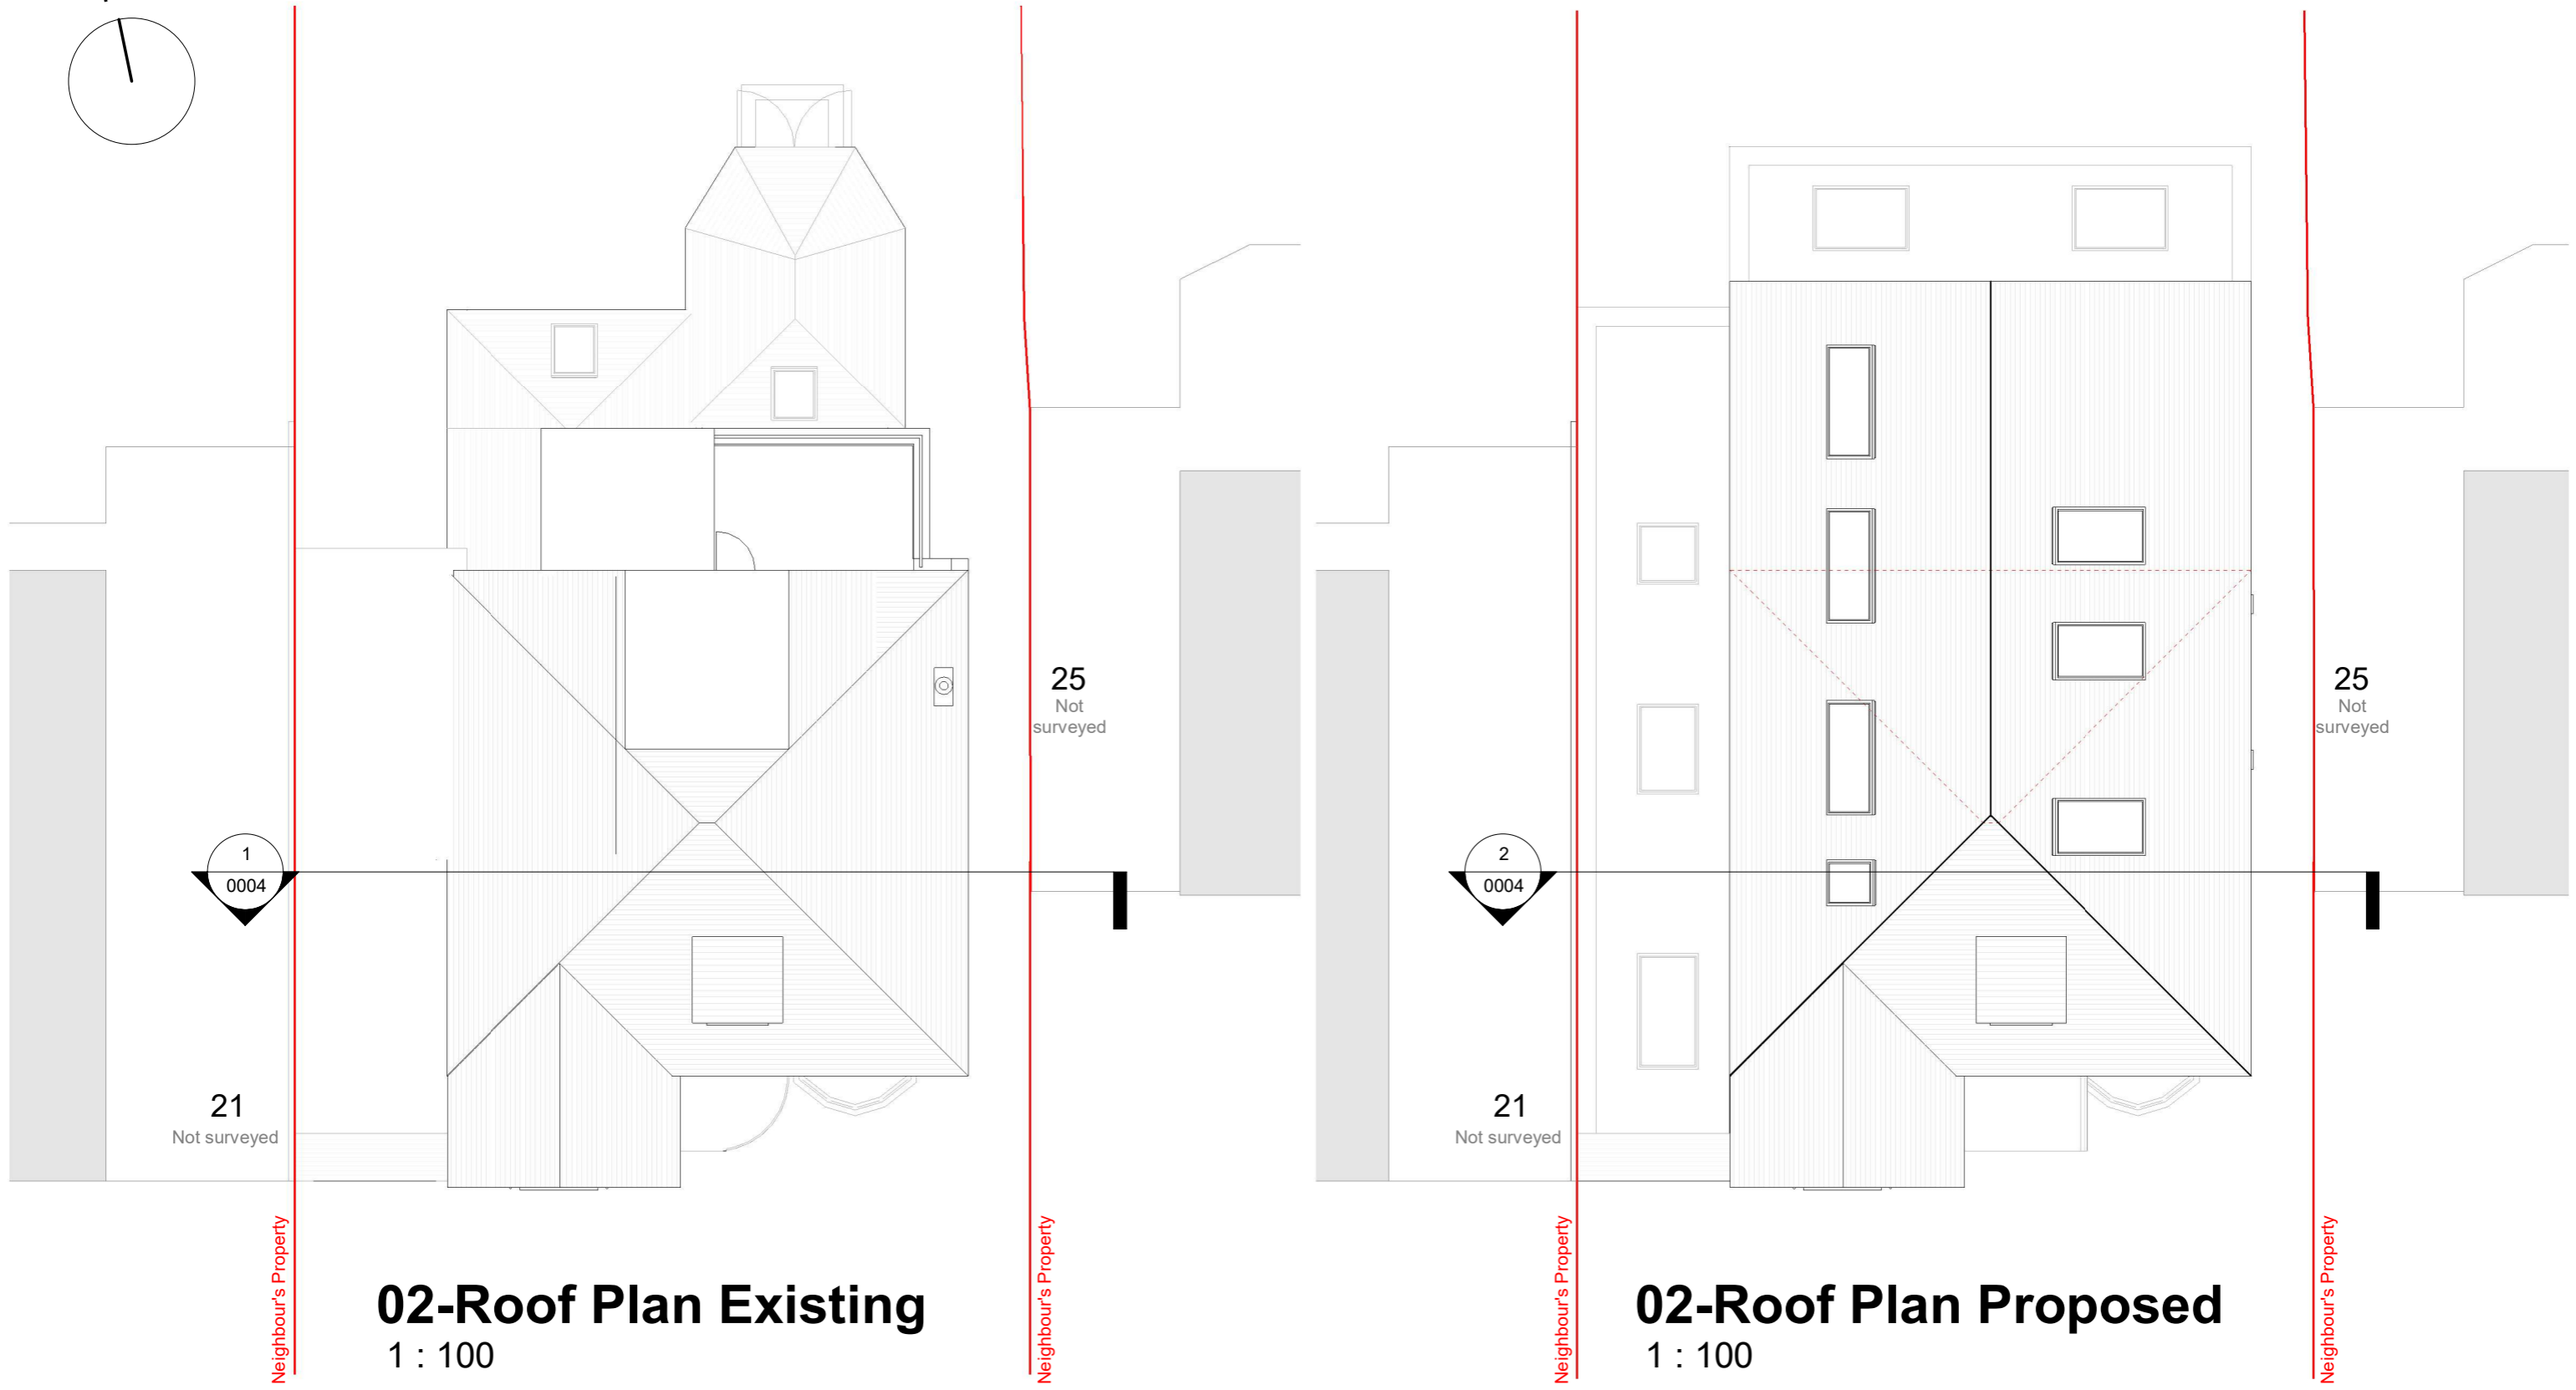 25
Not
surveyed
1
0004
21
Not surveyed
Neighbour's Property
Neighbour's Property
02-Roof Plan Existing
1 : 100
25
Not
surveyed
2
0004
21
Not surveyed
Neighbour's Property
Neighbour's Property
02-Roof Plan Proposed
1 : 100